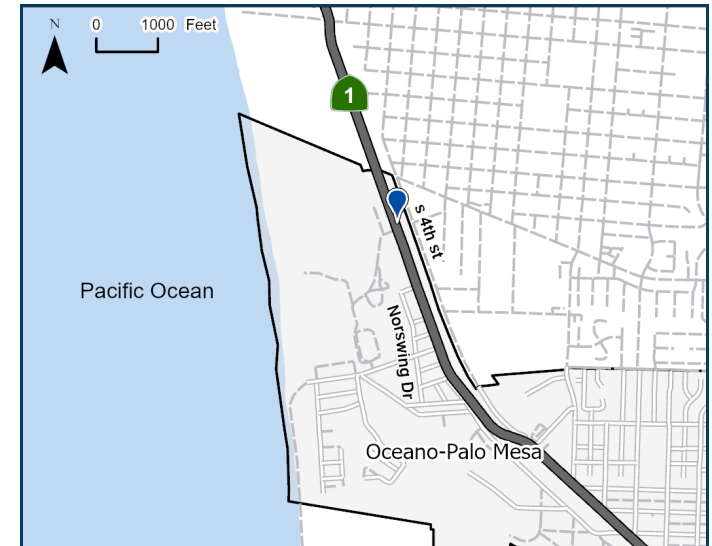 N
0 1000 Feet
1
s 4th st
Pacific Ocean
Norswing Dr
Oceano-Palo Mesa